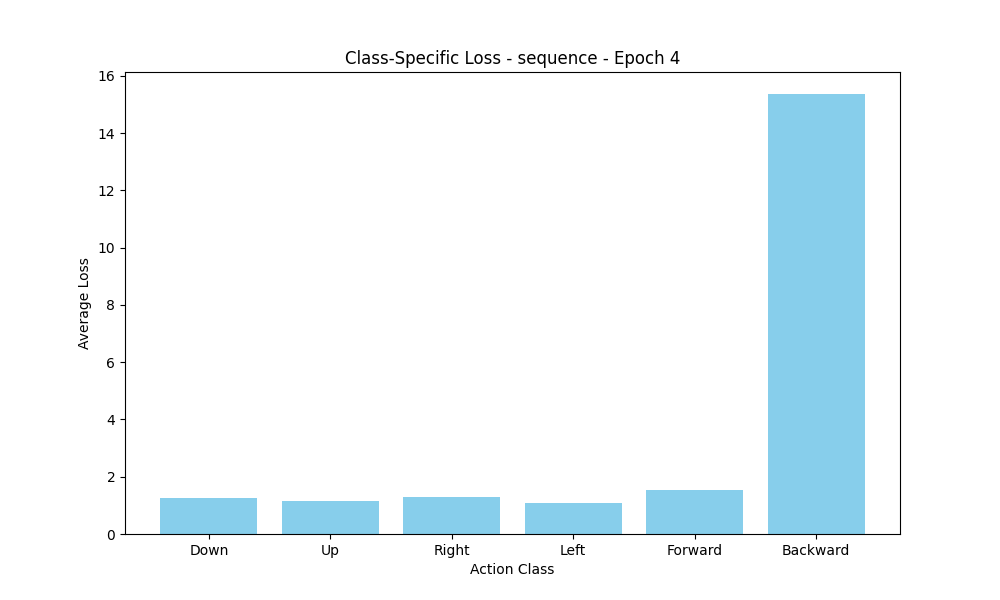 Class-Specific Loss - sequence - Epoch 4
16
14
12
10
8
6
4
2
0
Average Loss
Down Up Right Left Forward Backward
Action Class